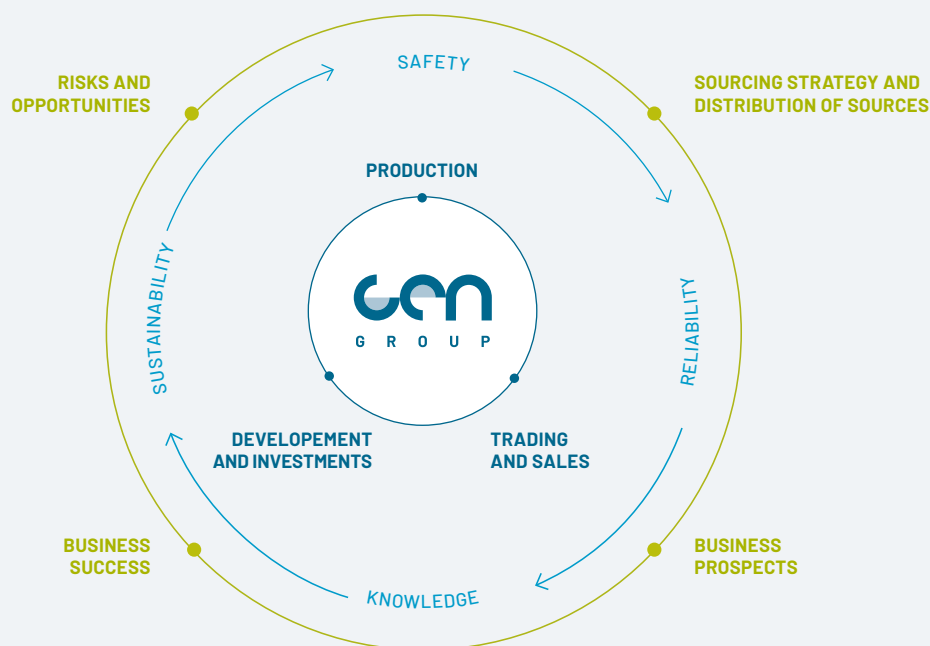 SAFETY
RISKS AND
OPPORTUNITIES
SOURCING STRATEGY AND
DISTRIBUTION OF SOURCES
PRODUCTION
SUSTAINABILITY
gen
GROUP
RELIABILITY
DEVELOPEMENT
AND INVESTMENTS
TRADING
AND SALES
BUSINESS
SUCCESS
BUSINESS
PROSPECTS
KNOWLEDGE